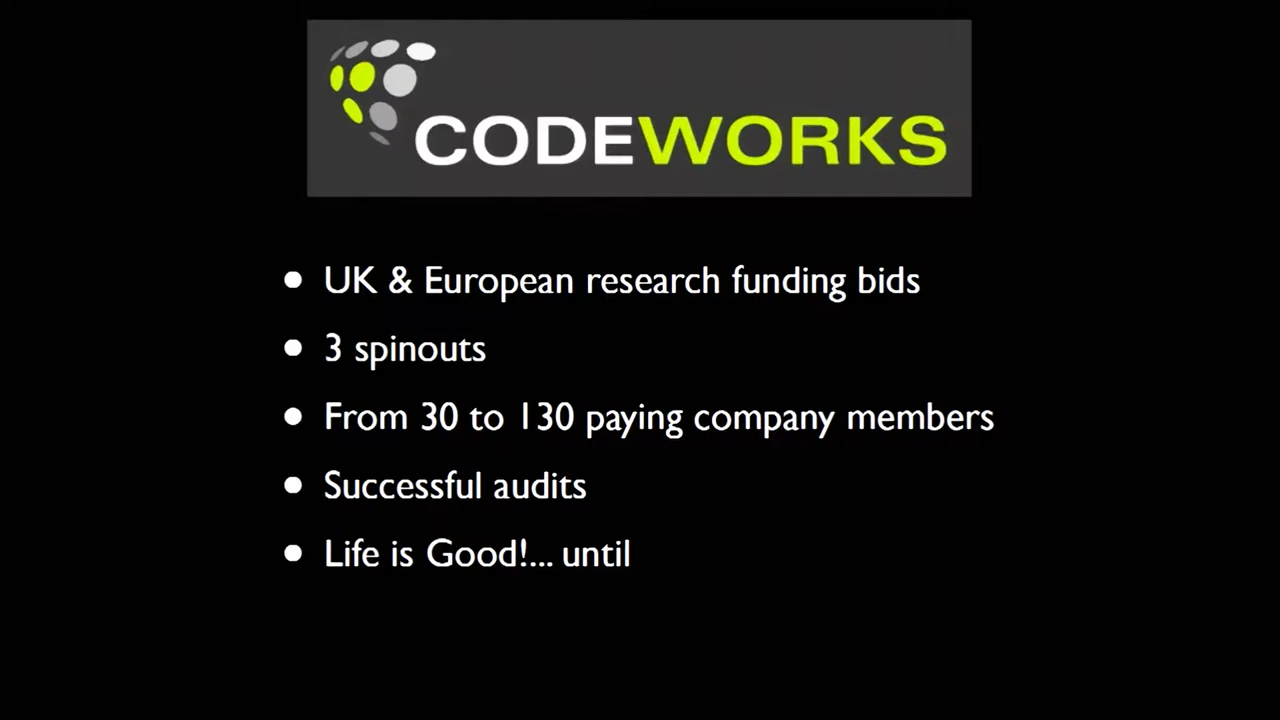 CODEWORKS
• UK & European research funding bids
• 3 spinouts
• From 30 to 130 paying company members
• Successful audits
• Life is Good!... until